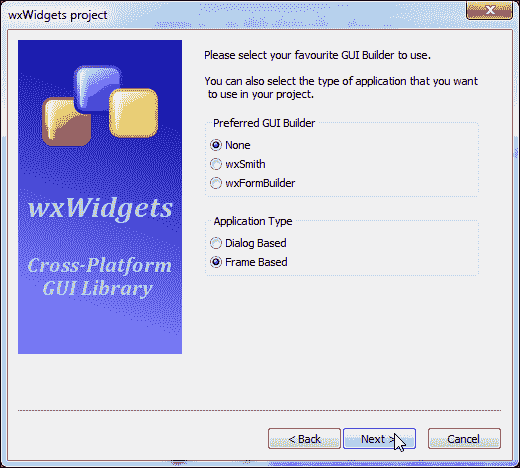 wxWidgets project
Please select your favourite GUI Builder to use.
You can also select the type of application that you want
to use in your project.
Preferred GUI Builder
None
wxSmith
wxFormBuilder
Application Type
Dialog Based
Frame Based
wxWidgets
Cross-Platform
GUI Library
< Back
Next >
Cancel